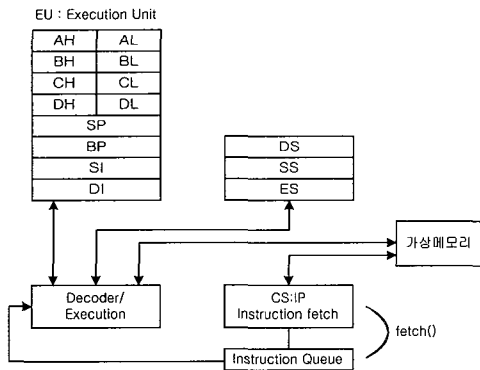 EU : Execution Unit
AH AL
BH BL
CH CL
DH DL
SP
BP
SI
DI
DS
SS
ES
가상메모리
Decoder/
Execution
CS:IP
Instruction fetch
fetch()
Instruction Queue